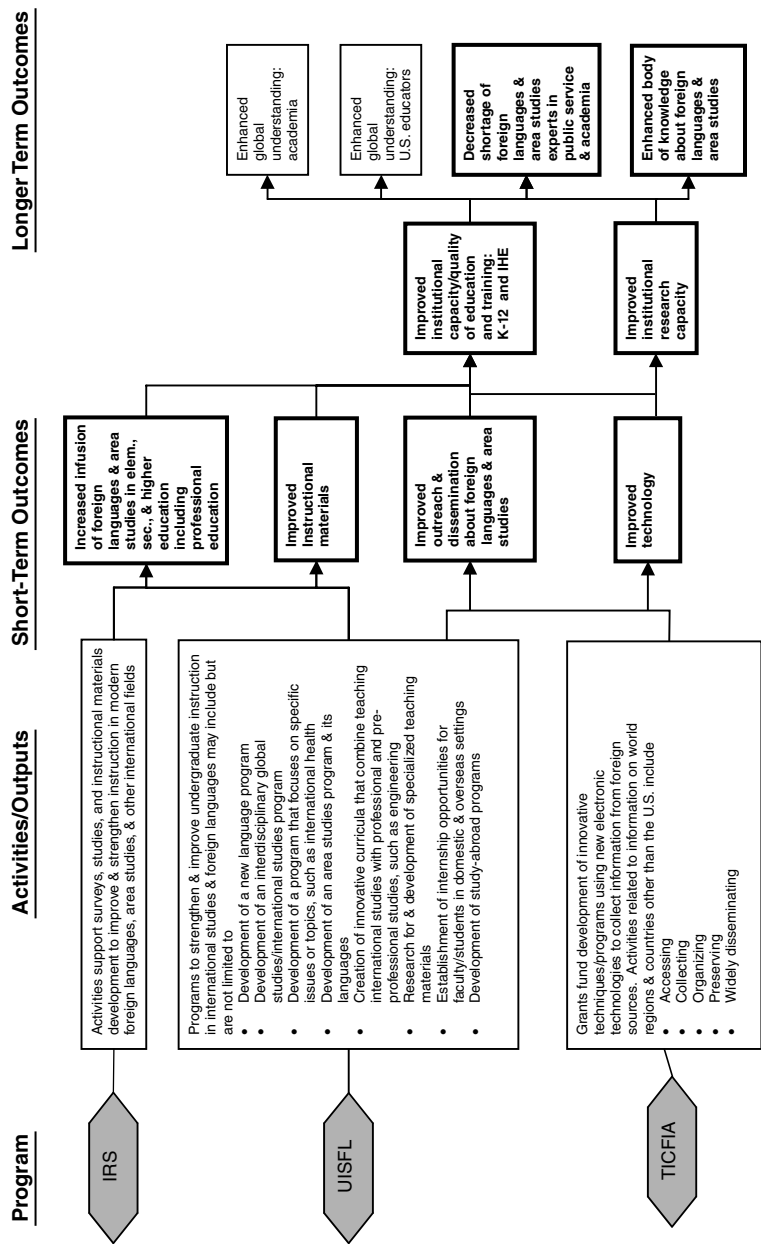 Program
Activities/Outputs
Short-Term Outcomes
Longer Term Outcomes
IRS
Activities support surveys, studies, and instructional materials
development to improve & strengthen instruction in modern
foreign languages, area studies, & other international fields
UISFL
Programs to strengthen & improve undergraduate instruction
in international studies & foreign languages may include but
are not limited to
• Development of a new language program
• Development of an interdisciplinary global
studies/international studies program
• Development of a program that focuses on specific
issues or topics, such as international health
• Development of an area studies program & its
languages
• Creation of innovative curricula that combine teaching
international studies with professional and pre-
professional studies, such as engineering
• Research for & development of specialized teaching
materials
• Establishment of internship opportunities for
faculty/students in domestic & overseas settings
• Development of study-abroad programs
TICFIA
Grants fund development of innovative
techniques/programs using new electronic
technologies to collect information from foreign
sources. Activities related to information on world
regions & countries other than the U.S. include
• Accessing
• Collecting
• Organizing
• Preserving
• Widely disseminating
Increased infusion
of foreign
languages & area
studies in elem.,
sec., & higher
education
including
professional
education
Improved
Instructional
materials
Improved
outreach &
dissemination
about foreign
languages & area
studies
Improved
technology
Improved
institutional
capacity/quality
of education
and training:
K-12 and IHE
Improved
institutional
research
capacity
Enhanced
global
understanding:
academia
Enhanced
global
understanding:
U.S. educators
Decreased
shortage of
foreign
languages &
area studies
experts in
public service
& academia
Enhanced body
of knowledge
about foreign
languages &
area studies